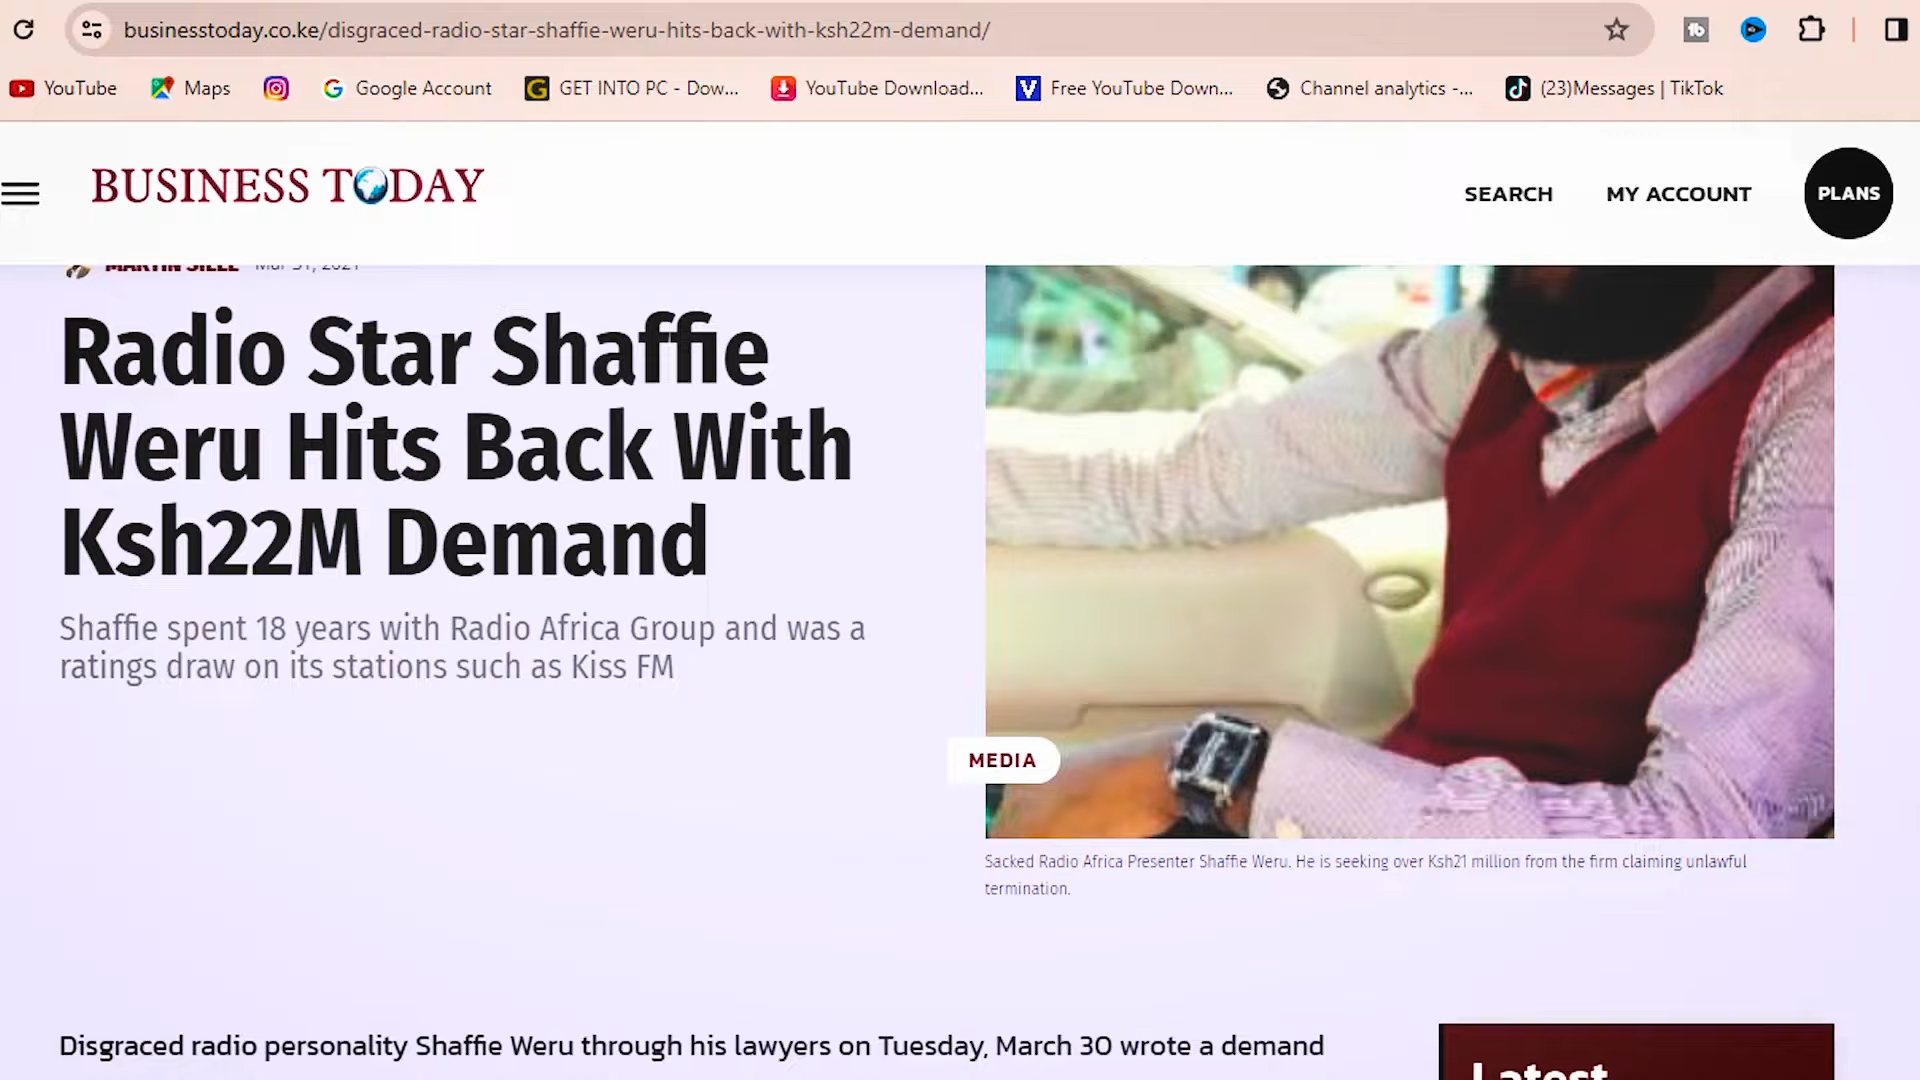 businesstoday.co.ke/disgraced-radio-star-shaffie-weru-hits-back-with-ksh22m-demand/
YouTube
Maps
Google Account
GET INTO PC - Dow...
YouTube Download...
Free YouTube Down...
Channel analytics -...
(23)Messages | TikTok
BUSINESS TODAY
SEARCH
MY ACCOUNT
PLANS
Mar 31, 2021
Radio Star Shaffie
Weru Hits Back With
Ksh22M Demand
Shaffie spent 18 years with Radio Africa Group and was a
ratings draw on its stations such as Kiss FM
MEDIA
Sacked Radio Africa Presenter Shaffie Weru. He is seeking over Ksh21 million from the firm claiming unlawful
termination.
Disgraced radio personality Shaffie Weru through his lawyers on Tuesday, March 30 wrote a demand
Latest